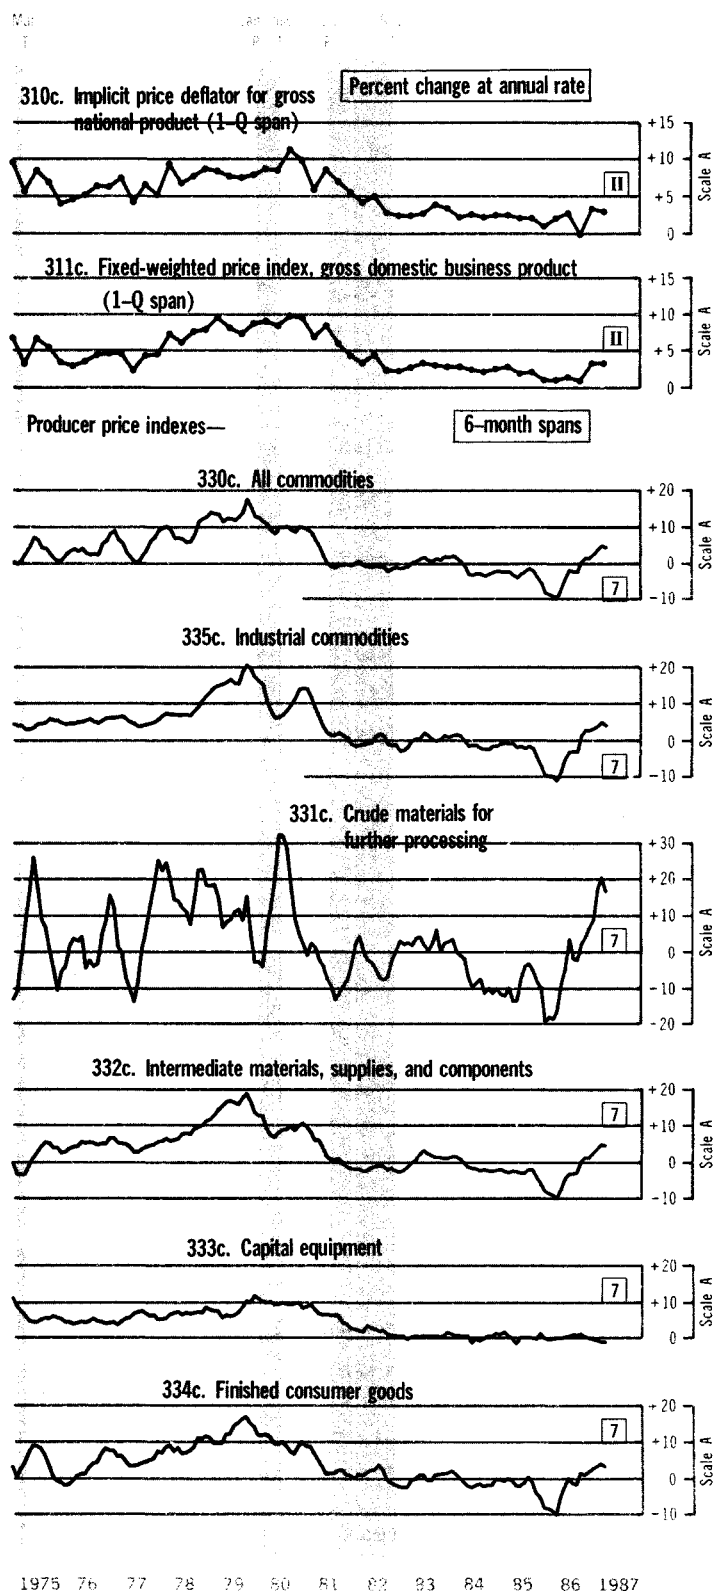 Percent change at annual rate
310c. Implicit price deflator for gross
national product (1-Q span)
+15
+10
+5
0
Scale A
II
311c. Fixed-weighted price index, gross domestic business product
(1-Q span)
+15
+10
+5
0
Scale A
II
Producer price indexes—
6-month spans
330c. All commodities
+20
+10
0
-10
Scale A
7
335c. Industrial commodities
+20
+10
0
-10
Scale A
7
331c. Crude materials for
further processing
+30
+20
+10
0
-10
-20
Scale A
7
332c. Intermediate materials, supplies, and components
+20
+10
0
-10
Scale A
7
333c. Capital equipment
+20
+10
0
Scale A
7
334c. Finished consumer goods
+20
+10
0
-10
Scale A
7
1975 76 77 78 79 80 81 82 83 84 85 86 1987